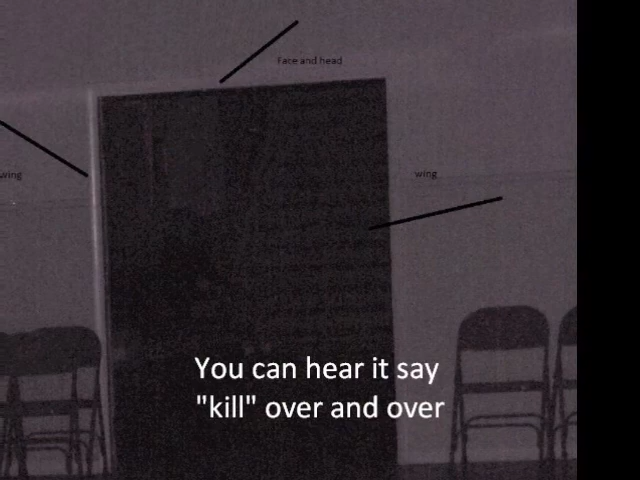 Face and head
wing
wing
You can hear it say
"kill" over and over